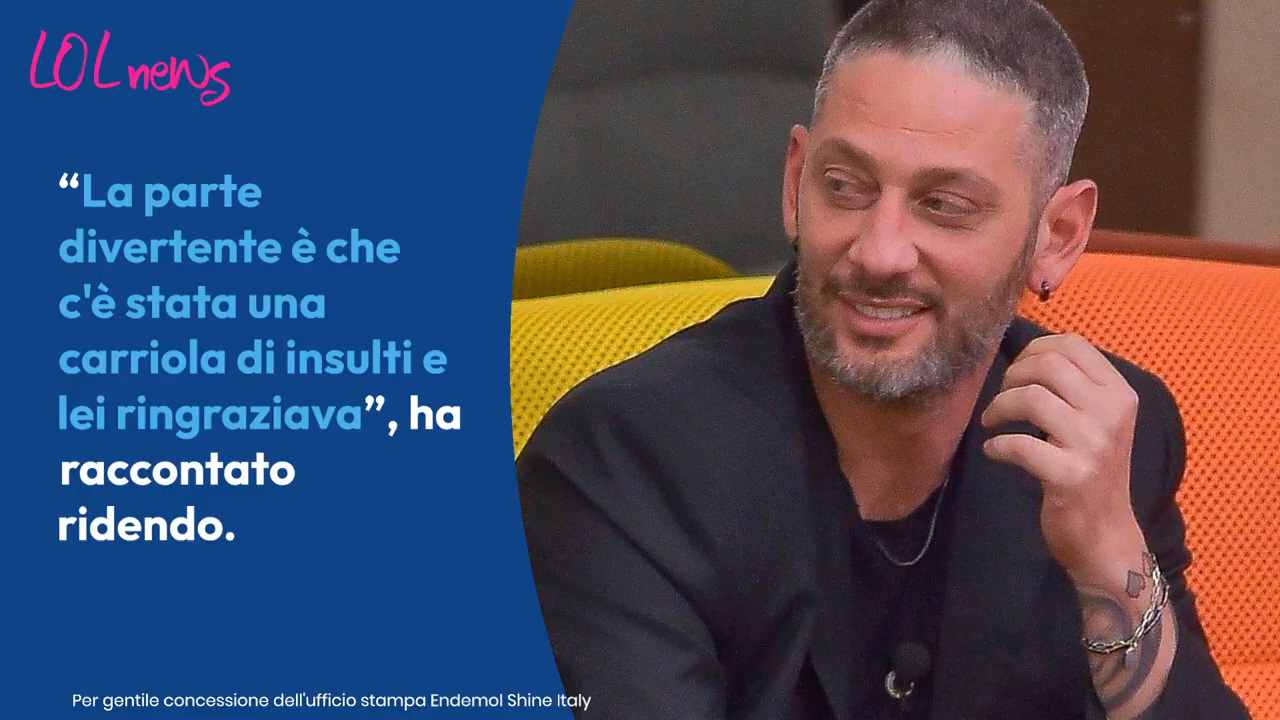 LOL news
“La parte
divertente è che
c'è stata una
carriola di insulti e
lei ringraziava”, ha
raccontato
ridendo.
Per gentile concessione dell'ufficio stampa Endemol Shine Italy